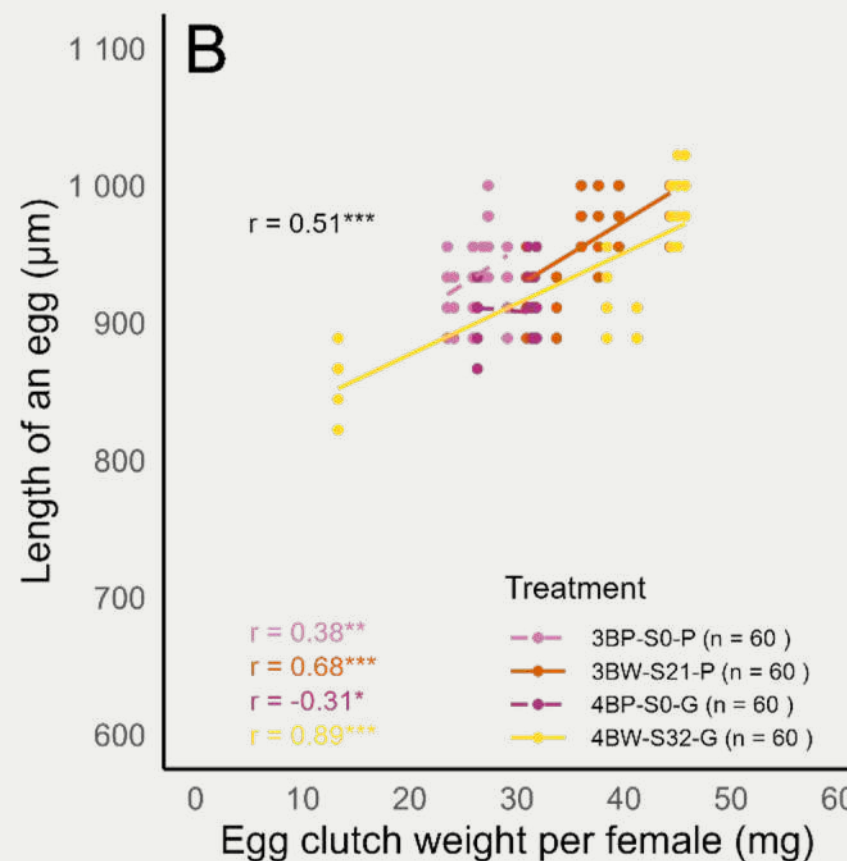 B
1 100
1 000
900
800
700
600
Length of an egg (µm)
r = 0.51***
r = 0.38**
r = 0.68***
r = -0.31*
r = 0.89***
Treatment
3BP-S0-P (n = 60 )
3BW-S21-P (n = 60 )
4BP-S0-G (n = 60 )
4BW-S32-G (n = 60 )
0 10 20 30 40 50 60
Egg clutch weight per female (mg)